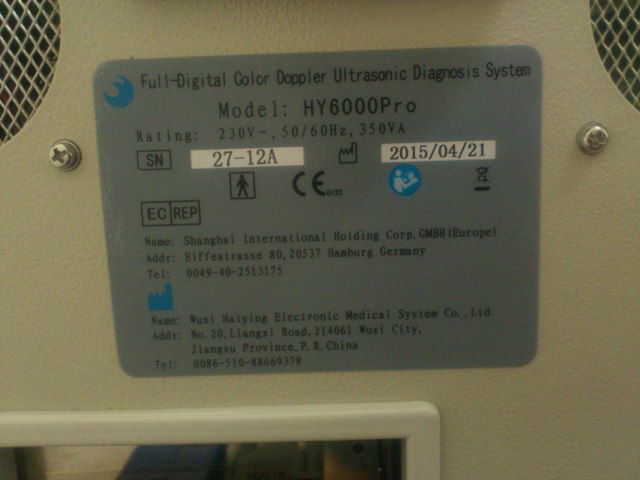 Full-Digital Color Doppler Ultrasonic Diagnosis System
Model: HY6000Pro
Rating: 230V~,50/60Hz,350VA
SN 27-12A 2015/04/21
CE 0123
EC REP
Name: Shanghai International Holding Corp.GMBH(Europe)
Addr: Eiffestrasse 80,20537 Hamburg Germany
Tel: 0049-40-2513175
Name: Wuxi Haiying Electronic Medical System Co.,Ltd.
Addr: No.20,Liangxi Road,214061 Wuxi City,
Jiangsu Province,P.R.China
Tel: 0086-510-88669378